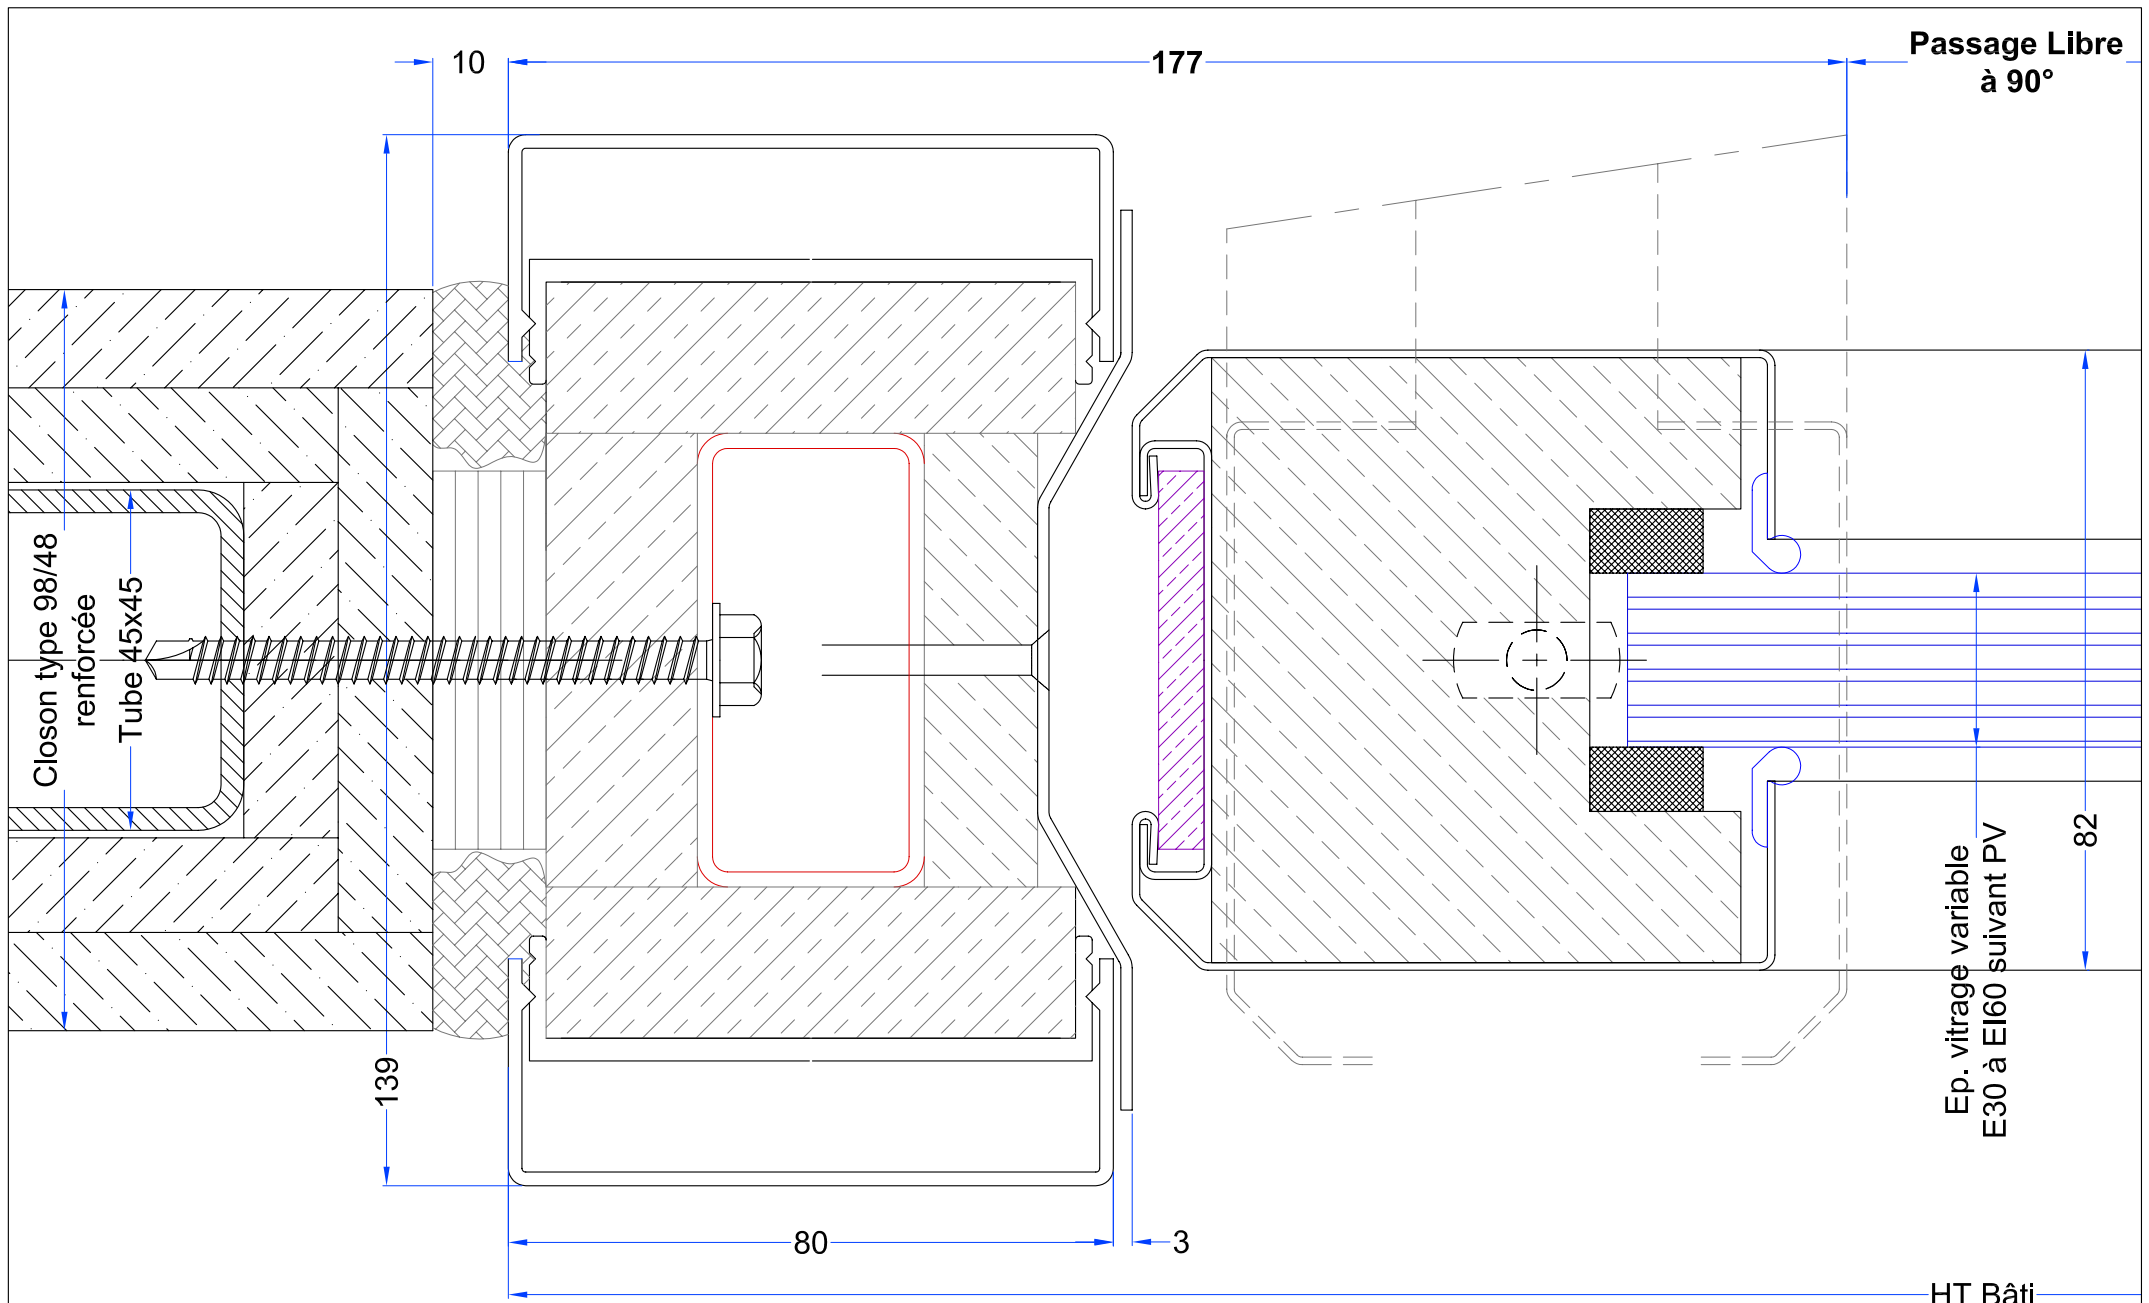 10
177
Passage Libre
à 90°
Closon type 98/48
renforcée
Tube 45x45
139
Ep. vitrage variable
E30 à EI60 suivant PV
82
80
3
HT Bâti